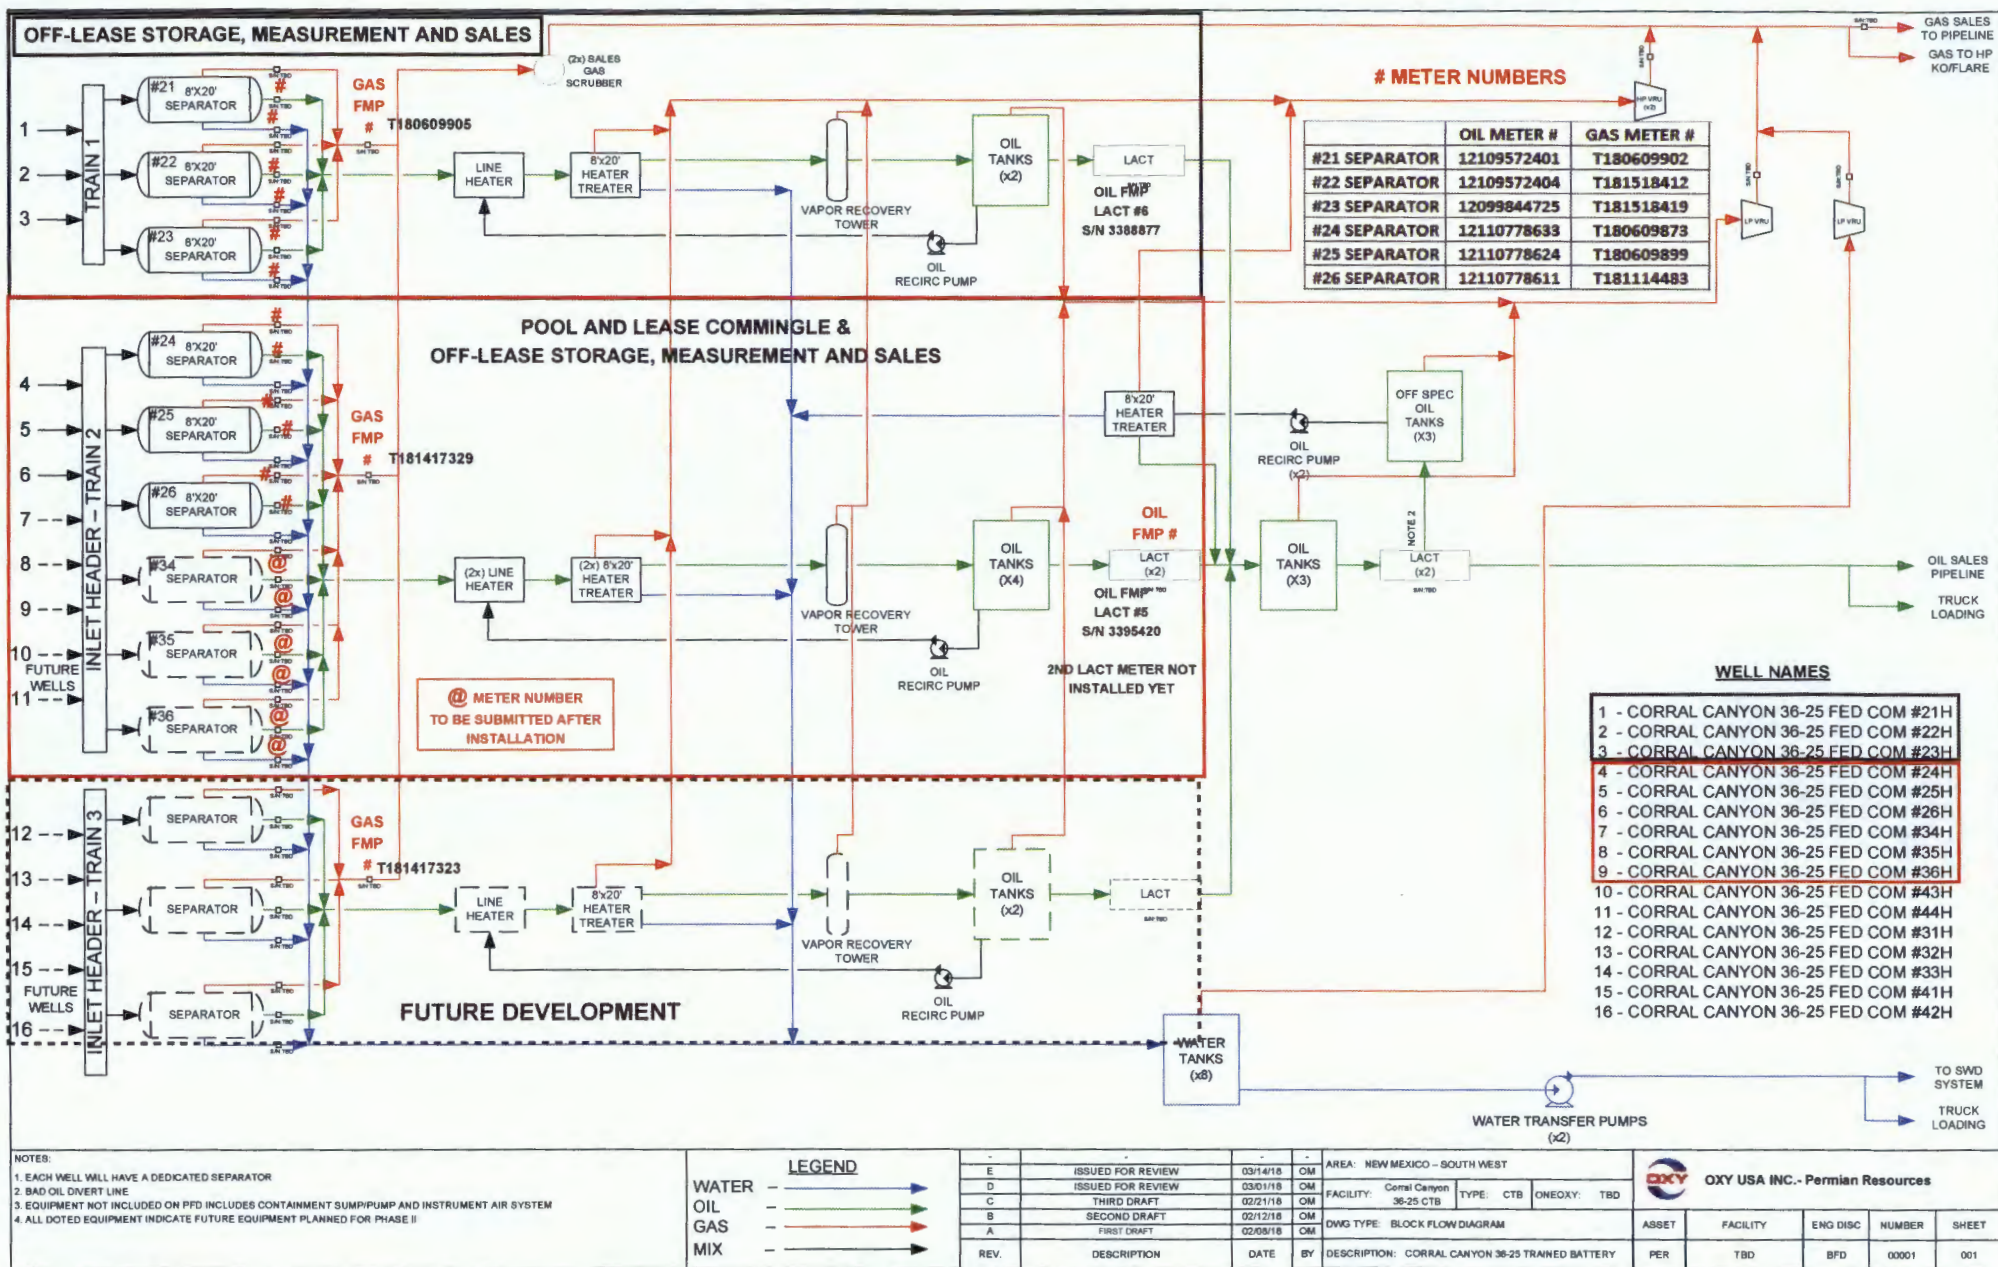 OFF-LEASE STORAGE, MEASUREMENT AND SALES
TRAIN 1
1
2
3
#21 8'X20'
SEPARATOR
#22 8'X20'
SEPARATOR
#23 8'X20'
SEPARATOR
GAS
FMP
# T180609905
(2x) SALES
GAS
SCRUBBER
LINE
HEATER
8'x20'
HEATER
TREATER
VAPOR RECOVERY
TOWER
OIL
TANKS
(x2)
LACT
OIL FMP
LACT #6
S/N 3388877
OIL
RECIRC PUMP
# METER NUMBERS
OIL METER # GAS METER #
#21 SEPARATOR 12109572401 T180609902
#22 SEPARATOR 12109572404 T181518412
#23 SEPARATOR 12099844725 T181518419
#24 SEPARATOR 12110778633 T180609873
#25 SEPARATOR 12110778624 T180609899
#26 SEPARATOR 12110778611 T181114483
HP VRU
(x2)
LP VRU
LP VRU
GAS SALES
TO PIPELINE
GAS TO HP
KO/FLARE
POOL AND LEASE COMMINGLE &
OFF-LEASE STORAGE, MEASUREMENT AND SALES
INLET HEADER – TRAIN 2
4
5
6
7
8
9
10
FUTURE
WELLS
11
#24 8'X20'
SEPARATOR
#25 8'X20'
SEPARATOR
#26 8'X20'
SEPARATOR
#34
SEPARATOR
#35
SEPARATOR
#36
SEPARATOR
GAS
FMP
# T181417329
(2x) LINE
HEATER
(2x) 8'x20'
HEATER
TREATER
VAPOR RECOVERY
TOWER
OIL
TANKS
(X4)
OIL
FMP #
LACT
(x2)
OIL FMP
LACT #5
S/N 3395420
OIL
RECIRC PUMP
2ND LACT METER NOT
INSTALLED YET
@ METER NUMBER
TO BE SUBMITTED AFTER
INSTALLATION
8'x20'
HEATER
TREATER
OIL
RECIRC PUMP
(x2)
OFF SPEC
OIL
TANKS
(X3)
OIL
TANKS
(X3)
NOTE 2
LACT
(x2)
S/N TBD
OIL SALES
PIPELINE
TRUCK
LOADING
INLET HEADER – TRAIN 3
12
13
14
15
FUTURE
WELLS
16
SEPARATOR
SEPARATOR
SEPARATOR
GAS
FMP
# T181417323
LINE
HEATER
8'x20'
HEATER
TREATER
VAPOR RECOVERY
TOWER
OIL
TANKS
(x2)
LACT
S/N TBD
OIL
RECIRC PUMP
FUTURE DEVELOPMENT
WATER
TANKS
(x8)
WATER TRANSFER PUMPS
(x2)
TO SWD
SYSTEM
TRUCK
LOADING
WELL NAMES
1 - CORRAL CANYON 36-25 FED COM #21H
2 - CORRAL CANYON 36-25 FED COM #22H
3 - CORRAL CANYON 36-25 FED COM #23H
4 - CORRAL CANYON 36-25 FED COM #24H
5 - CORRAL CANYON 36-25 FED COM #25H
6 - CORRAL CANYON 36-25 FED COM #26H
7 - CORRAL CANYON 36-25 FED COM #34H
8 - CORRAL CANYON 36-25 FED COM #35H
9 - CORRAL CANYON 36-25 FED COM #36H
10 - CORRAL CANYON 36-25 FED COM #43H
11 - CORRAL CANYON 36-25 FED COM #44H
12 - CORRAL CANYON 36-25 FED COM #31H
13 - CORRAL CANYON 36-25 FED COM #32H
14 - CORRAL CANYON 36-25 FED COM #33H
15 - CORRAL CANYON 36-25 FED COM #41H
16 - CORRAL CANYON 36-25 FED COM #42H
NOTES:
1. EACH WELL WILL HAVE A DEDICATED SEPARATOR
2. BAD OIL DIVERT LINE
3. EQUIPMENT NOT INCLUDED ON PFD INCLUDES CONTAINMENT SUMP/PUMP AND INSTRUMENT AIR SYSTEM
4. ALL DOTED EQUIPMENT INDICATE FUTURE EQUIPMENT PLANNED FOR PHASE II
LEGEND
WATER
OIL
GAS
MIX
E ISSUED FOR REVIEW 03/14/18 OM
D ISSUED FOR REVIEW 03/01/18 OM
C THIRD DRAFT 02/21/18 OM
B SECOND DRAFT 02/12/18 OM
A FIRST DRAFT 02/08/18 OM
REV. DESCRIPTION DATE BY
AREA: NEW MEXICO – SOUTH WEST
FACILITY: Corral Canyon 36-25 CTB TYPE: CTB ONEOXY: TBD
DWG TYPE: BLOCK FLOW DIAGRAM
DESCRIPTION: CORRAL CANYON 36-25 TRAINED BATTERY
OXY OXY USA INC.- Permian Resources
ASSET FACILITY ENG DISC NUMBER SHEET
PER TBD BFD 00001 001